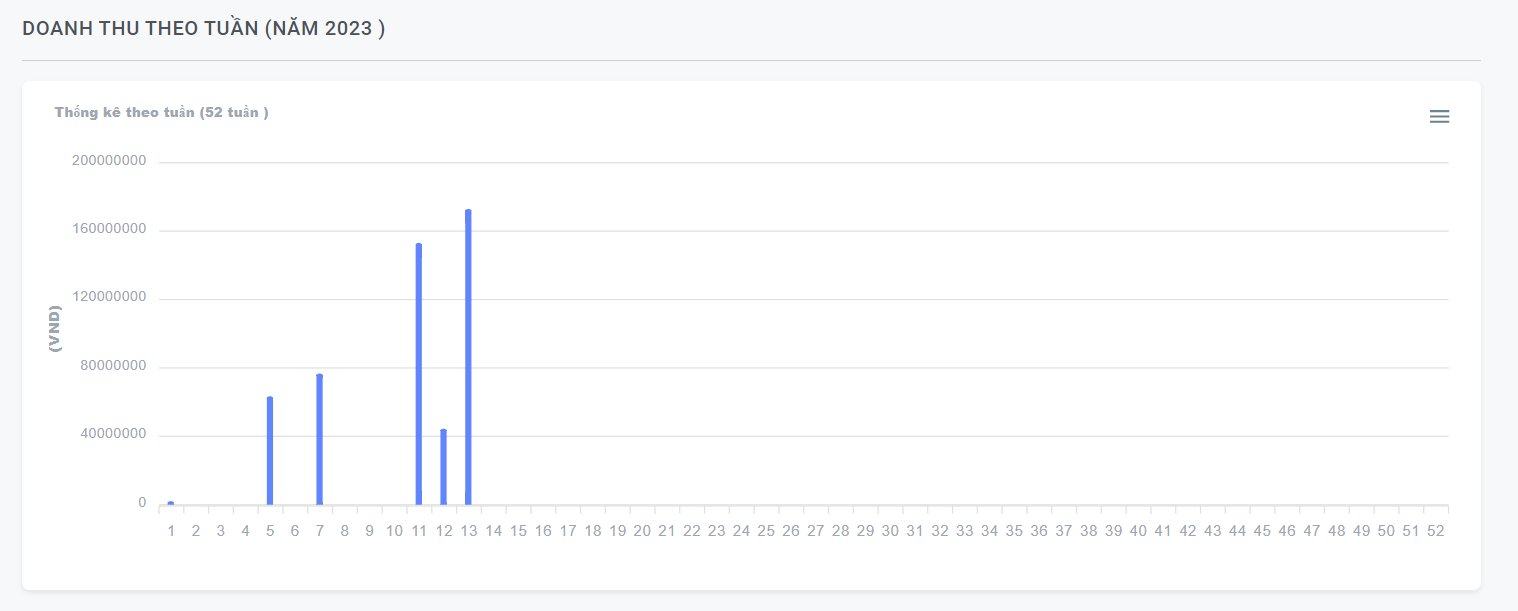 DOANH THU THEO TUẦN (NĂM 2023 )
Thống kê theo tuần (52 tuần )
200000000
160000000
120000000
80000000
40000000
0
(VND)
1 2 3 4 5 6 7 8 9 10 11 12 13 14 15 16 17 18 19 20 21 22 23 24 25 26 27 28 29 30 31 32 33 34 35 36 37 38 39 40 41 42 43 44 45 46 47 48 49 50 51 52